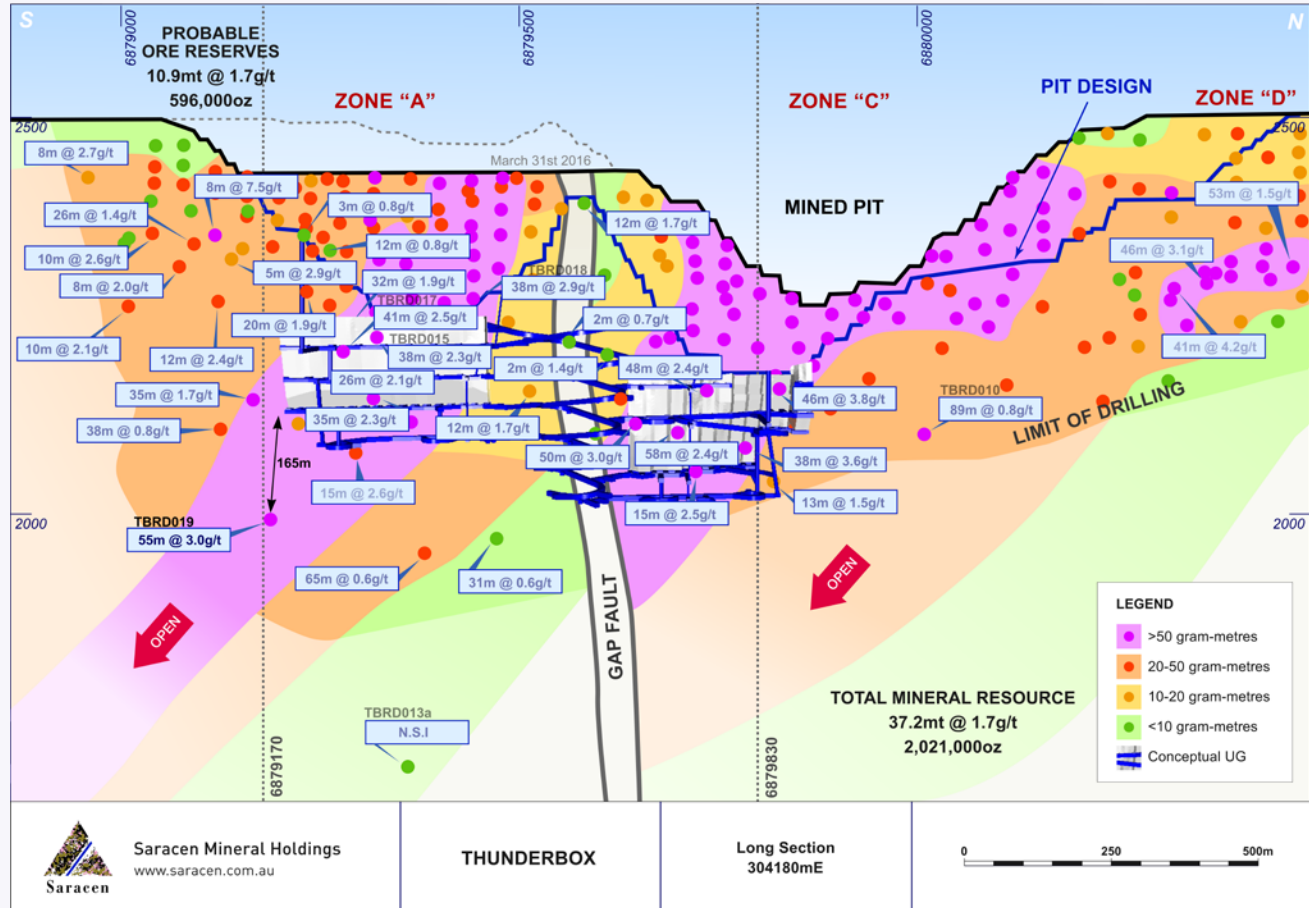 S
N
6879000
6879500
6880000
PROBABLE
ORE RESERVES
10.9mt @ 1.7g/t
596,000oz
ZONE “A”
ZONE “C”
PIT DESIGN
ZONE “D”
2500
2500
March 31st 2016
MINED PIT
8m @ 2.7g/t
8m @ 7.5g/t
26m @ 1.4g/t
3m @ 0.8g/t
12m @ 1.7g/t
53m @ 1.5g/t
10m @ 2.6g/t
12m @ 0.8g/t
46m @ 3.1g/t
8m @ 2.0g/t
5m @ 2.9g/t
32m @ 1.9g/t
TBRD018
38m @ 2.9g/t
TBRD017
41m @ 2.5g/t
20m @ 1.9g/t
2m @ 0.7g/t
10m @ 2.1g/t
TBRD015
38m @ 2.3g/t
12m @ 2.4g/t
41m @ 4.2g/t
26m @ 2.1g/t
2m @ 1.4g/t
48m @ 2.4g/t
35m @ 1.7g/t
46m @ 3.8g/t
TBRD010
89m @ 0.8g/t
LIMIT OF DRILLING
38m @ 0.8g/t
35m @ 2.3g/t
12m @ 1.7g/t
50m @ 3.0g/t
58m @ 2.4g/t
38m @ 3.6g/t
165m
15m @ 2.6g/t
13m @ 1.5g/t
15m @ 2.5g/t
2000
2000
TBRD019
55m @ 3.0g/t
65m @ 0.6g/t
31m @ 0.6g/t
OPEN
OPEN
GAP FAULT
TBRD013a
N.S.I
6879170
6879830
TOTAL MINERAL RESOURCE
37.2mt @ 1.7g/t
2,021,000oz
LEGEND
>50 gram-metres
20-50 gram-metres
10-20 gram-metres
<10 gram-metres
Conceptual UG
Saracen
Saracen Mineral Holdings
www.saracen.com.au
THUNDERBOX
Long Section
304180mE
0 250 500m